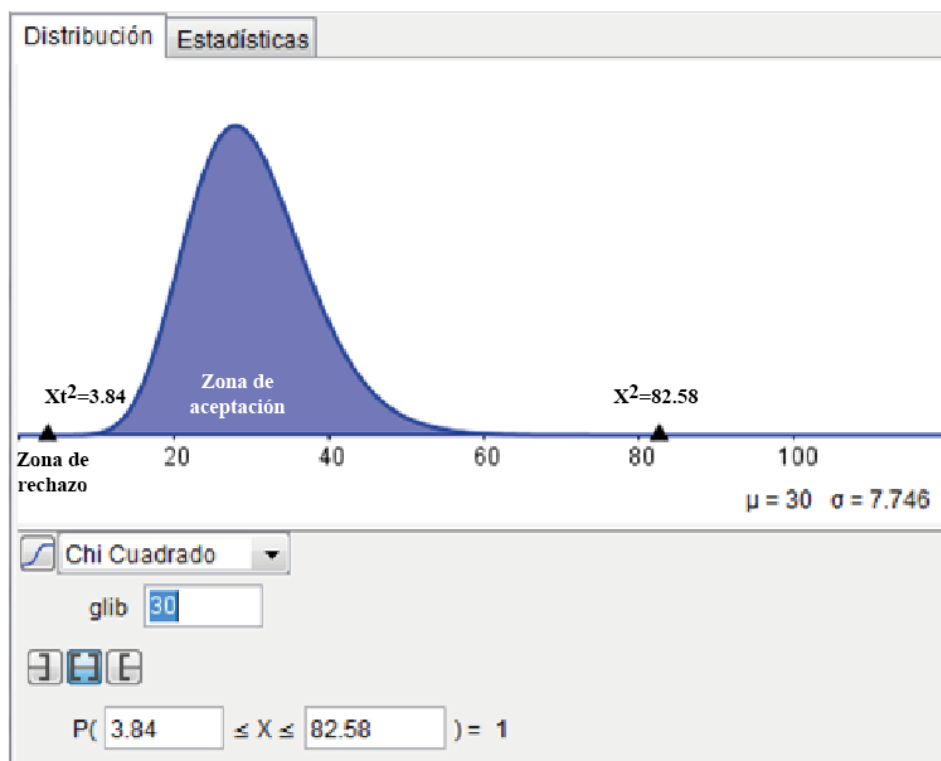 Distribución Estadísticas
Xt²=3.84
Zona de
aceptación
X²=82.58
20 40 60 80 100
Zona de
rechazo
μ = 30 σ = 7.746
Chi Cuadrado
glib 30
P( 3.84 ≤ X ≤ 82.58 ) = 1